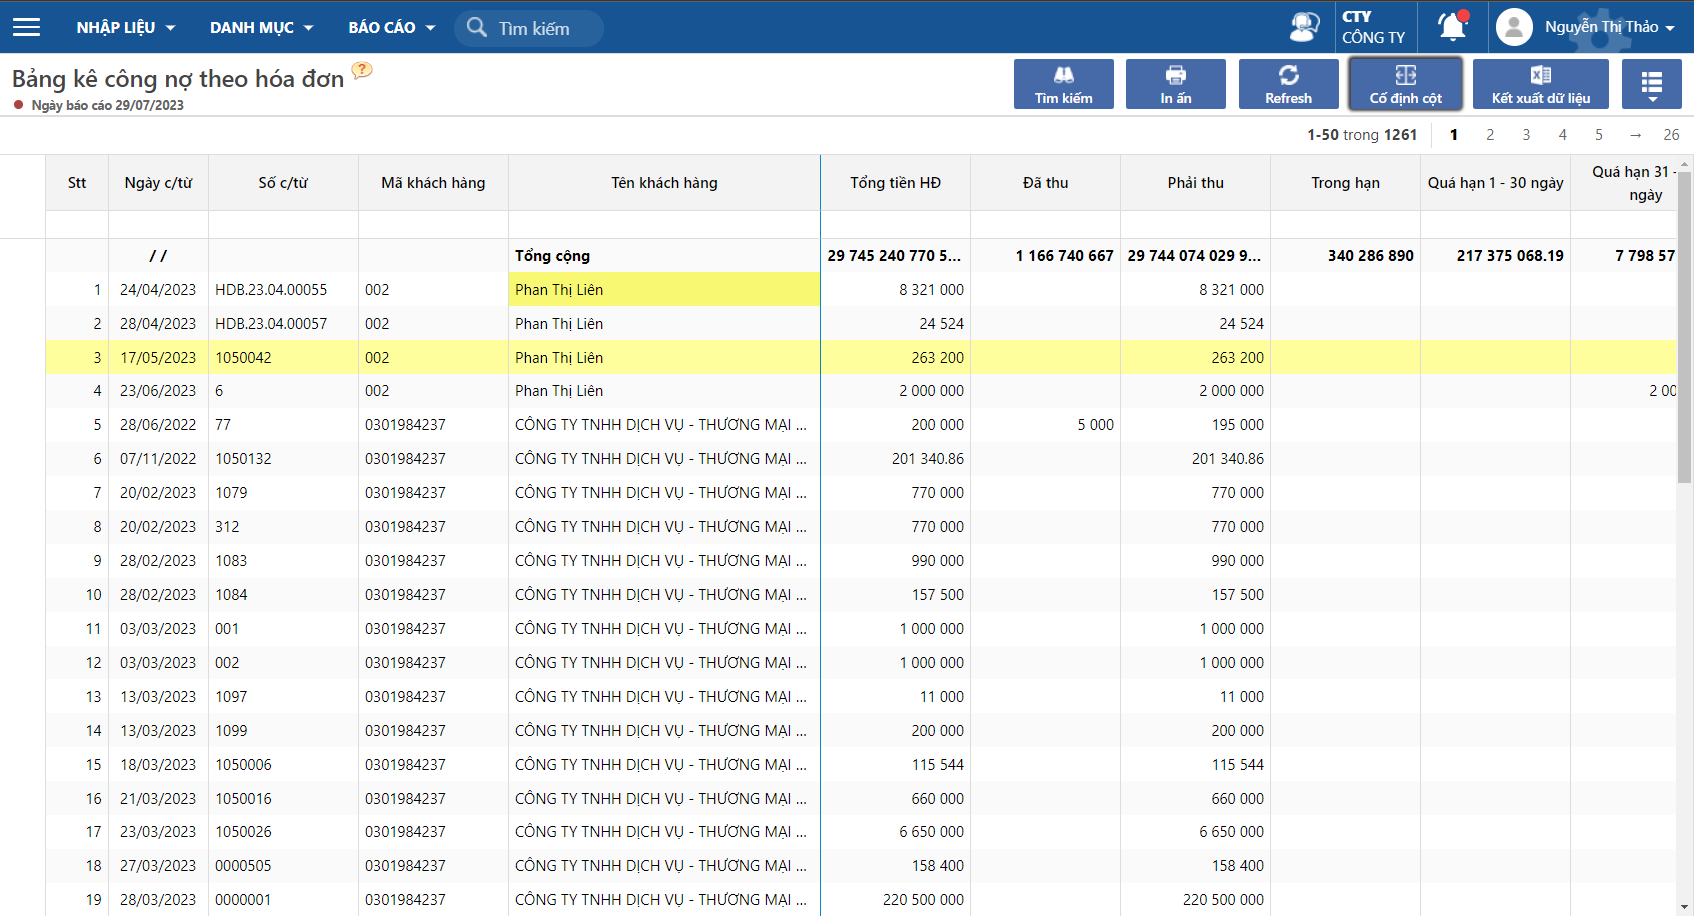 NHẬP LIỆU DANH MỤC BÁO CÁO Tìm kiếm CTY CÔNG TY Nguyễn Thị Thảo
Bảng kê công nợ theo hóa đơn ?
Ngày báo cáo 29/07/2023
Tìm kiếm In ấn Refresh Cố định cột Kết xuất dữ liệu
1-50 trong 1261 1 2 3 4 5 → 26
Stt Ngày c/từ Số c/từ Mã khách hàng Tên khách hàng Tổng tiền HĐ Đã thu Phải thu Trong hạn Quá hạn 1 - 30 ngày Quá hạn 31 - ngày
/ / Tổng cộng 29 745 240 770 5... 1 166 740 667 29 744 074 029 9... 340 286 890 217 375 068.19 7 798 57
1 24/04/2023 HDB.23.04.00055 002 Phan Thị Liên 8 321 000 8 321 000
2 28/04/2023 HDB.23.04.00057 002 Phan Thị Liên 24 524 24 524
3 17/05/2023 1050042 002 Phan Thị Liên 263 200 263 200
4 23/06/2023 6 002 Phan Thị Liên 2 000 000 2 000 000 2 00
5 28/06/2022 77 0301984237 CÔNG TY TNHH DỊCH VỤ - THƯƠNG MẠI ... 200 000 5 000 195 000
6 07/11/2022 1050132 0301984237 CÔNG TY TNHH DỊCH VỤ - THƯƠNG MẠI ... 201 340.86 201 340.86
7 20/02/2023 1079 0301984237 CÔNG TY TNHH DỊCH VỤ - THƯƠNG MẠI ... 770 000 770 000
8 20/02/2023 312 0301984237 CÔNG TY TNHH DỊCH VỤ - THƯƠNG MẠI ... 770 000 770 000
9 28/02/2023 1083 0301984237 CÔNG TY TNHH DỊCH VỤ - THƯƠNG MẠI ... 990 000 990 000
10 28/02/2023 1084 0301984237 CÔNG TY TNHH DỊCH VỤ - THƯƠNG MẠI ... 157 500 157 500
11 03/03/2023 001 0301984237 CÔNG TY TNHH DỊCH VỤ - THƯƠNG MẠI ... 1 000 000 1 000 000
12 03/03/2023 002 0301984237 CÔNG TY TNHH DỊCH VỤ - THƯƠNG MẠI ... 1 000 000 1 000 000
13 13/03/2023 1097 0301984237 CÔNG TY TNHH DỊCH VỤ - THƯƠNG MẠI ... 11 000 11 000
14 13/03/2023 1099 0301984237 CÔNG TY TNHH DỊCH VỤ - THƯƠNG MẠI ... 200 000 200 000
15 18/03/2023 1050006 0301984237 CÔNG TY TNHH DỊCH VỤ - THƯƠNG MẠI ... 115 544 115 544
16 21/03/2023 1050016 0301984237 CÔNG TY TNHH DỊCH VỤ - THƯƠNG MẠI ... 660 000 660 000
17 23/03/2023 1050026 0301984237 CÔNG TY TNHH DỊCH VỤ - THƯƠNG MẠI ... 6 650 000 6 650 000
18 27/03/2023 0000505 0301984237 CÔNG TY TNHH DỊCH VỤ - THƯƠNG MẠI ... 158 400 158 400
19 28/03/2023 0000001 0301984237 CÔNG TY TNHH DỊCH VỤ - THƯƠNG MẠI ... 220 500 000 220 500 000